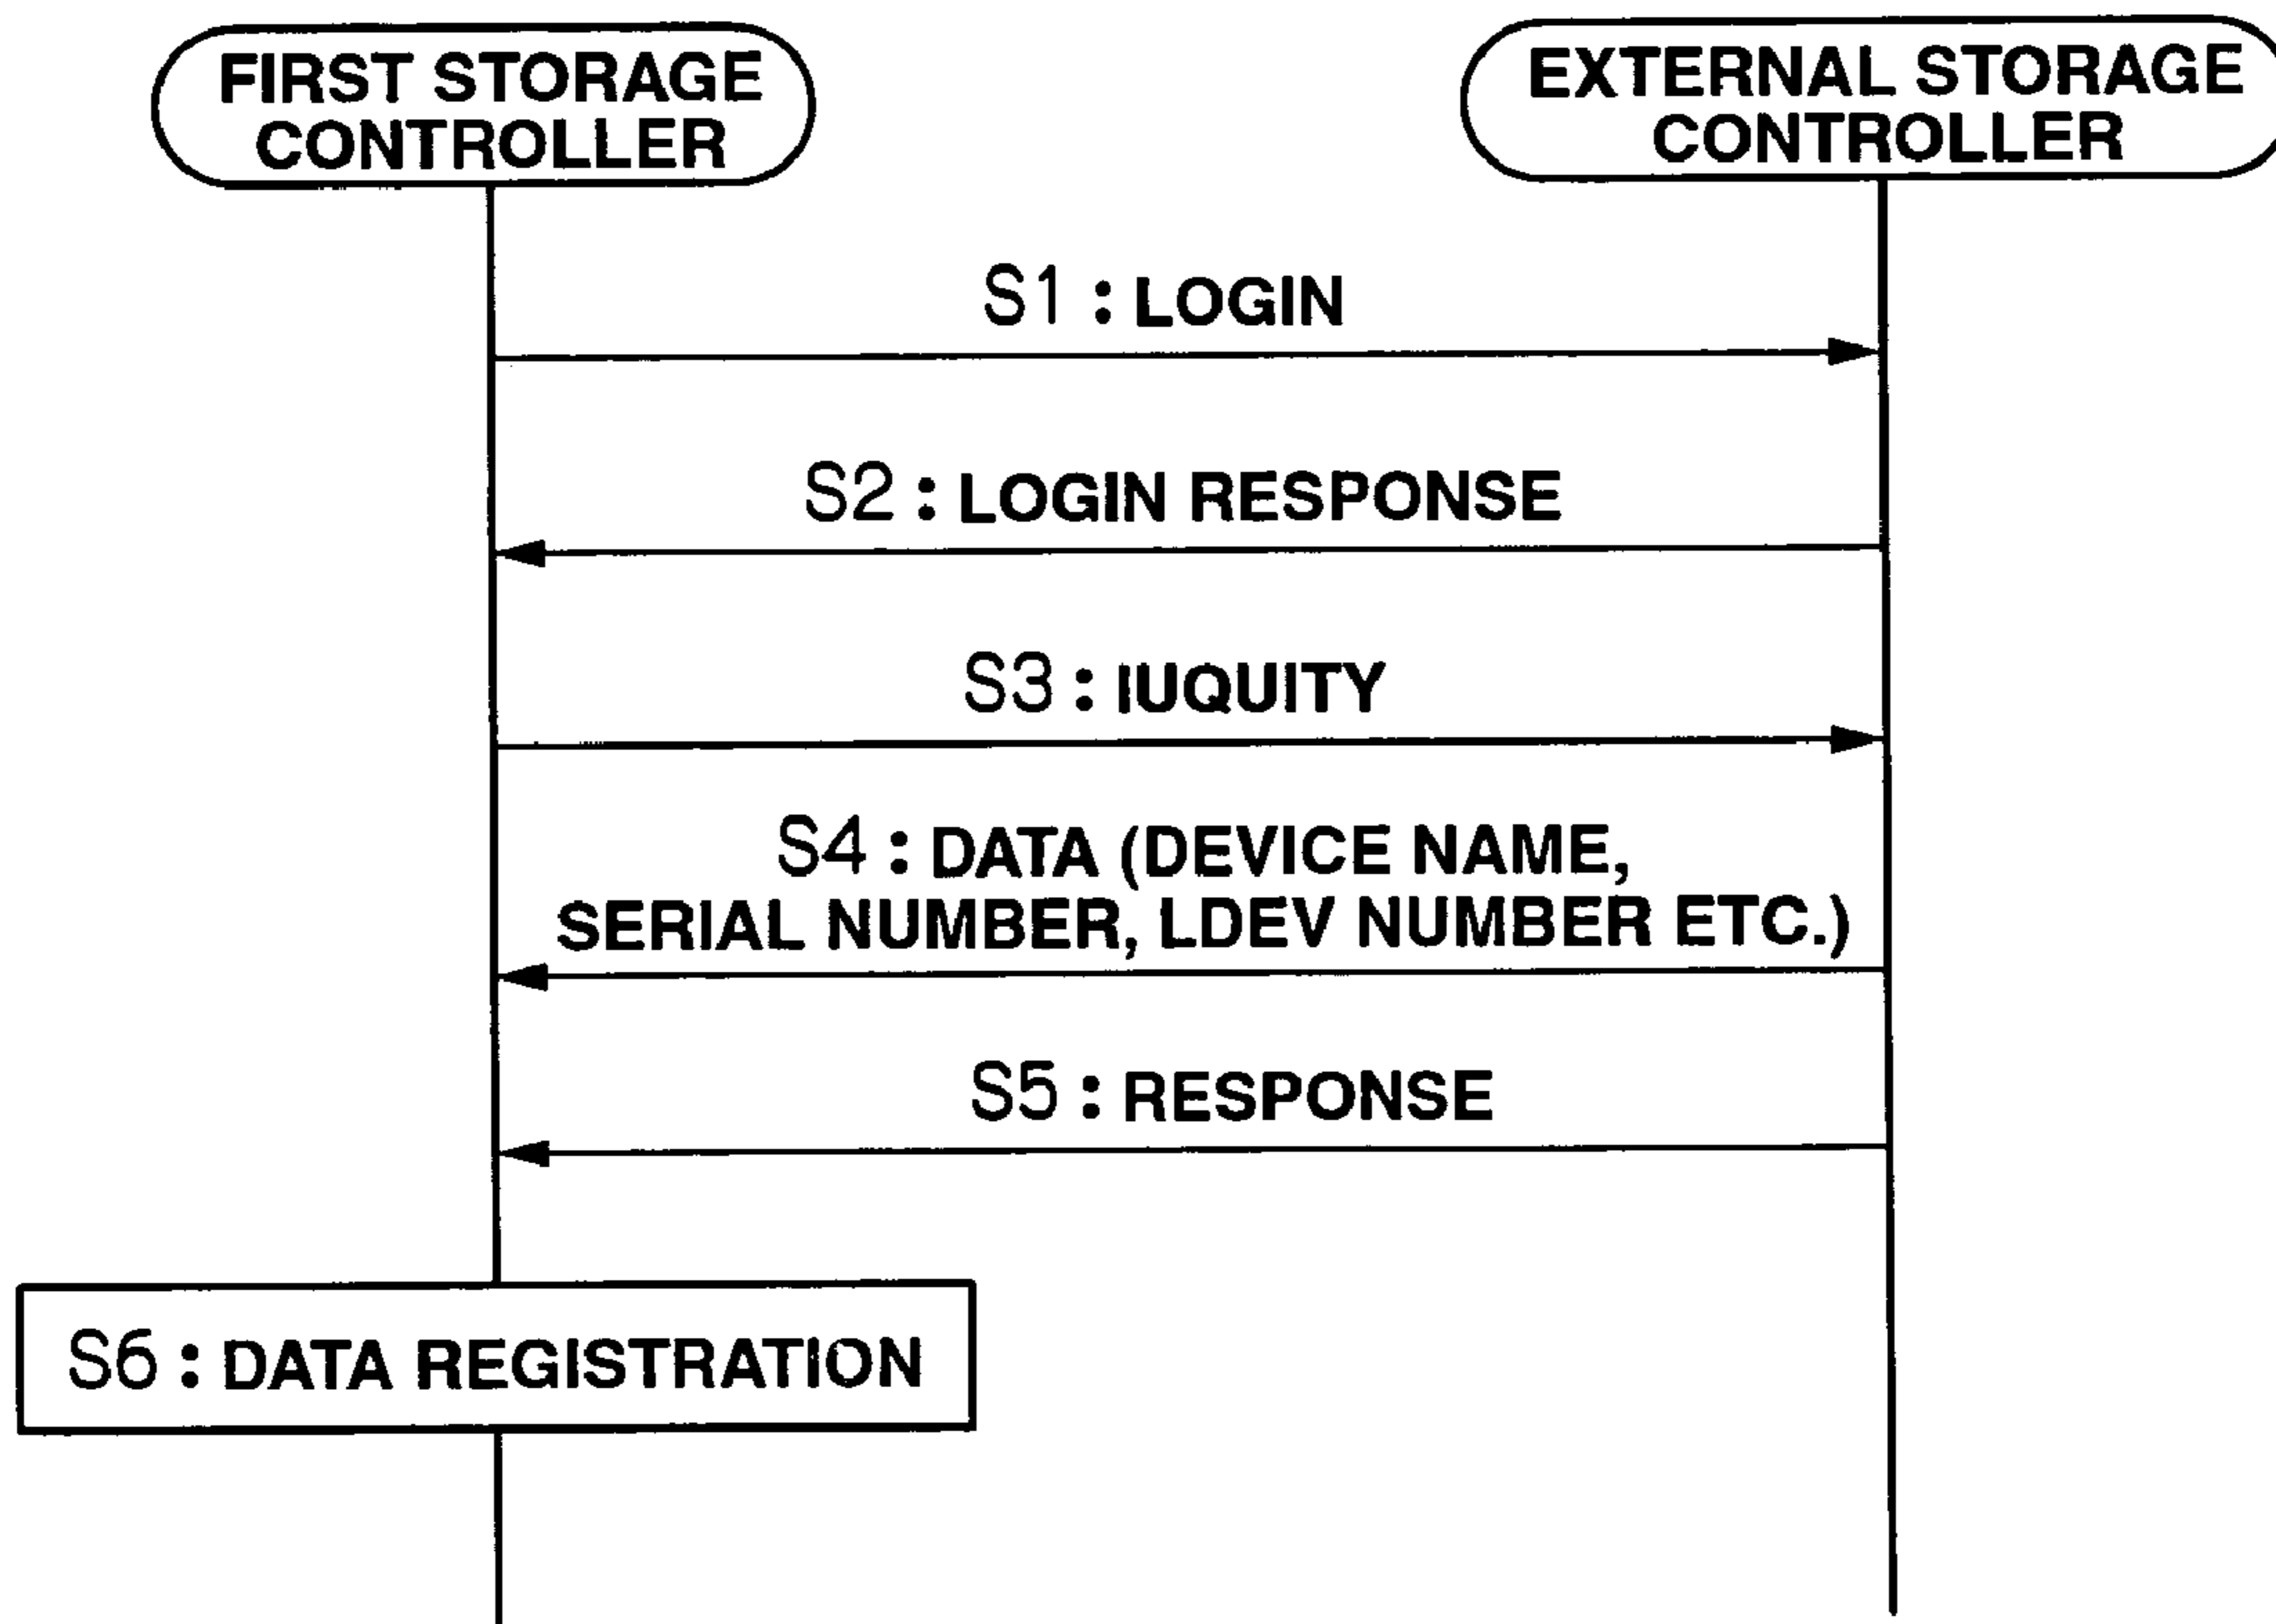 FIRST STORAGE
CONTROLLER
EXTERNAL STORAGE
CONTROLLER
S1 : LOGIN
S2 : LOGIN RESPONSE
S3 : IUQUITY
S4 : DATA (DEVICE NAME,
SERIAL NUMBER, LDEV NUMBER ETC.)
S5 : RESPONSE
S6 : DATA REGISTRATION